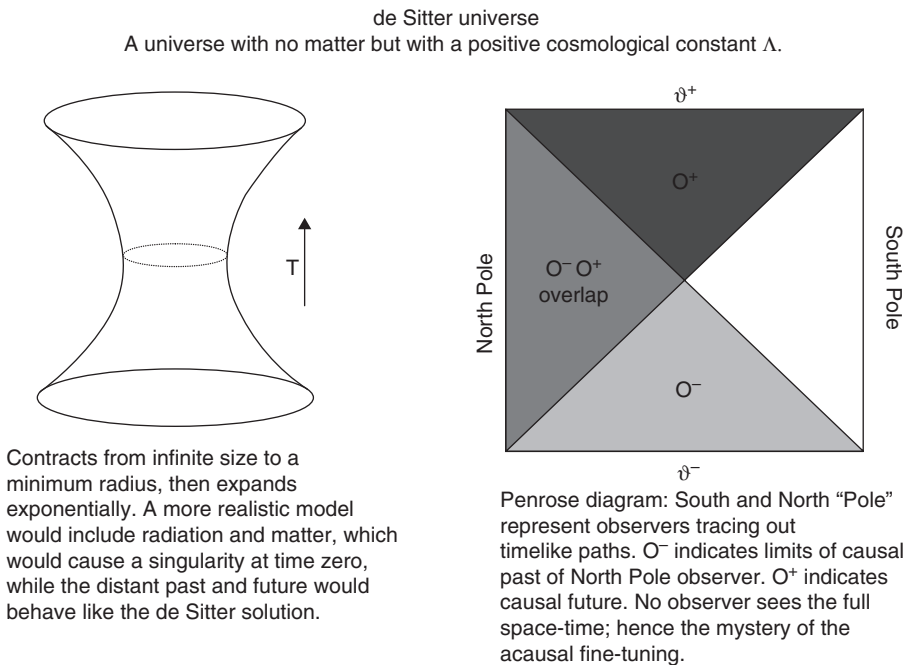 de Sitter universe
A universe with no matter but with a positive cosmological constant Λ.
T
Contracts from infinite size to a
minimum radius, then expands
exponentially. A more realistic model
would include radiation and matter, which
would cause a singularity at time zero,
while the distant past and future would
behave like the de Sitter solution.
ϑ⁺
O⁺
North Pole
O⁻ O⁺
overlap
South Pole
O⁻
ϑ⁻
Penrose diagram: South and North “Pole”
represent observers tracing out
timelike paths. O⁻ indicates limits of causal
past of North Pole observer. O⁺ indicates
causal future. No observer sees the full
space-time; hence the mystery of the
acausal fine-tuning.